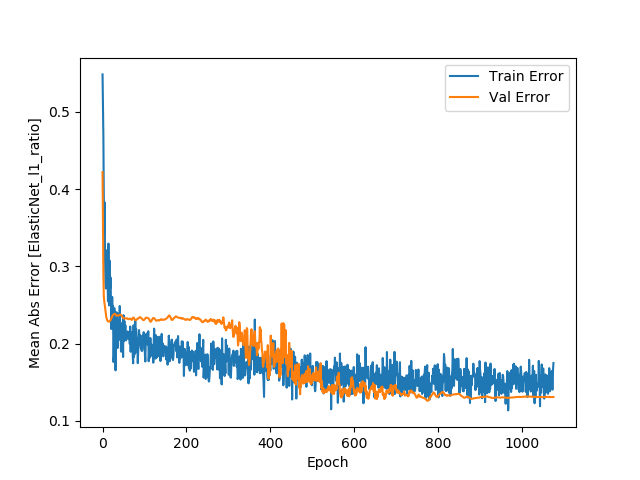 Train Error
Val Error
0.5
0.4
0.3
0.2
0.1
Mean Abs Error [ElasticNet_l1_ratio]
0 200 400 600 800 1000
Epoch